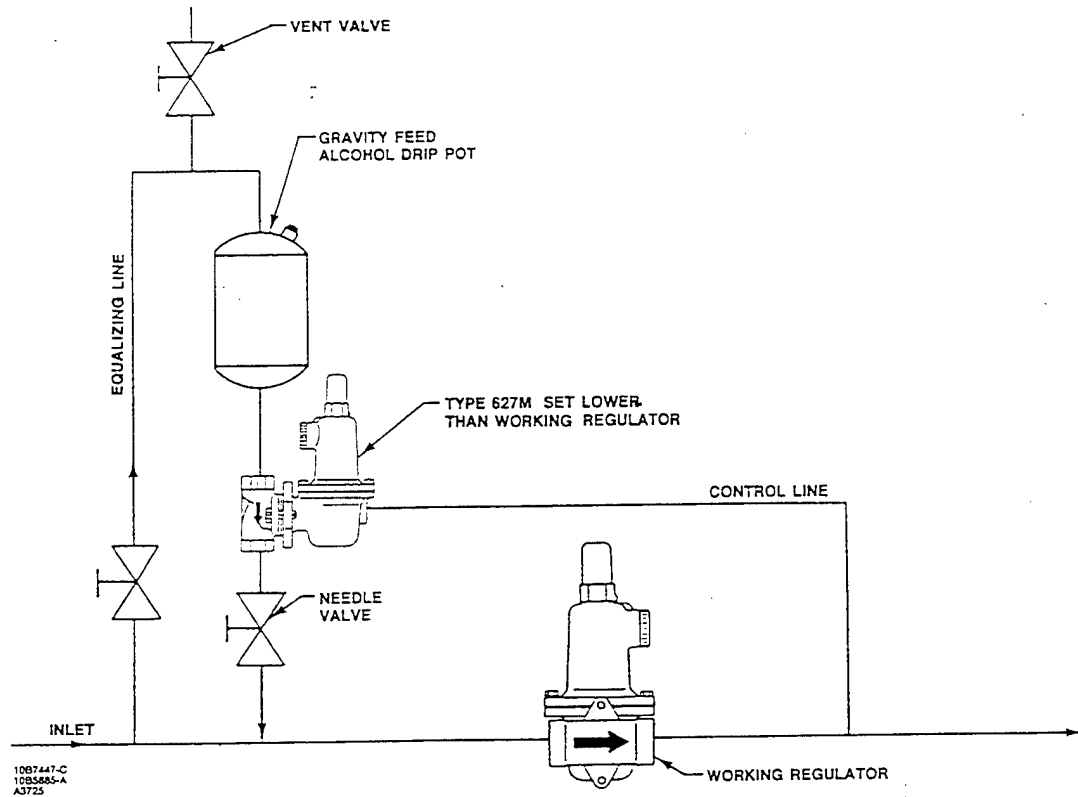 VENT VALVE
GRAVITY FEED
ALCOHOL DRIP POT
EQUALIZING LINE
TYPE 627M SET LOWER
THAN WORKING REGULATOR
CONTROL LINE
NEEDLE
VALVE
INLET
WORKING REGULATOR
10B7447-C
10B5885-A
A3725